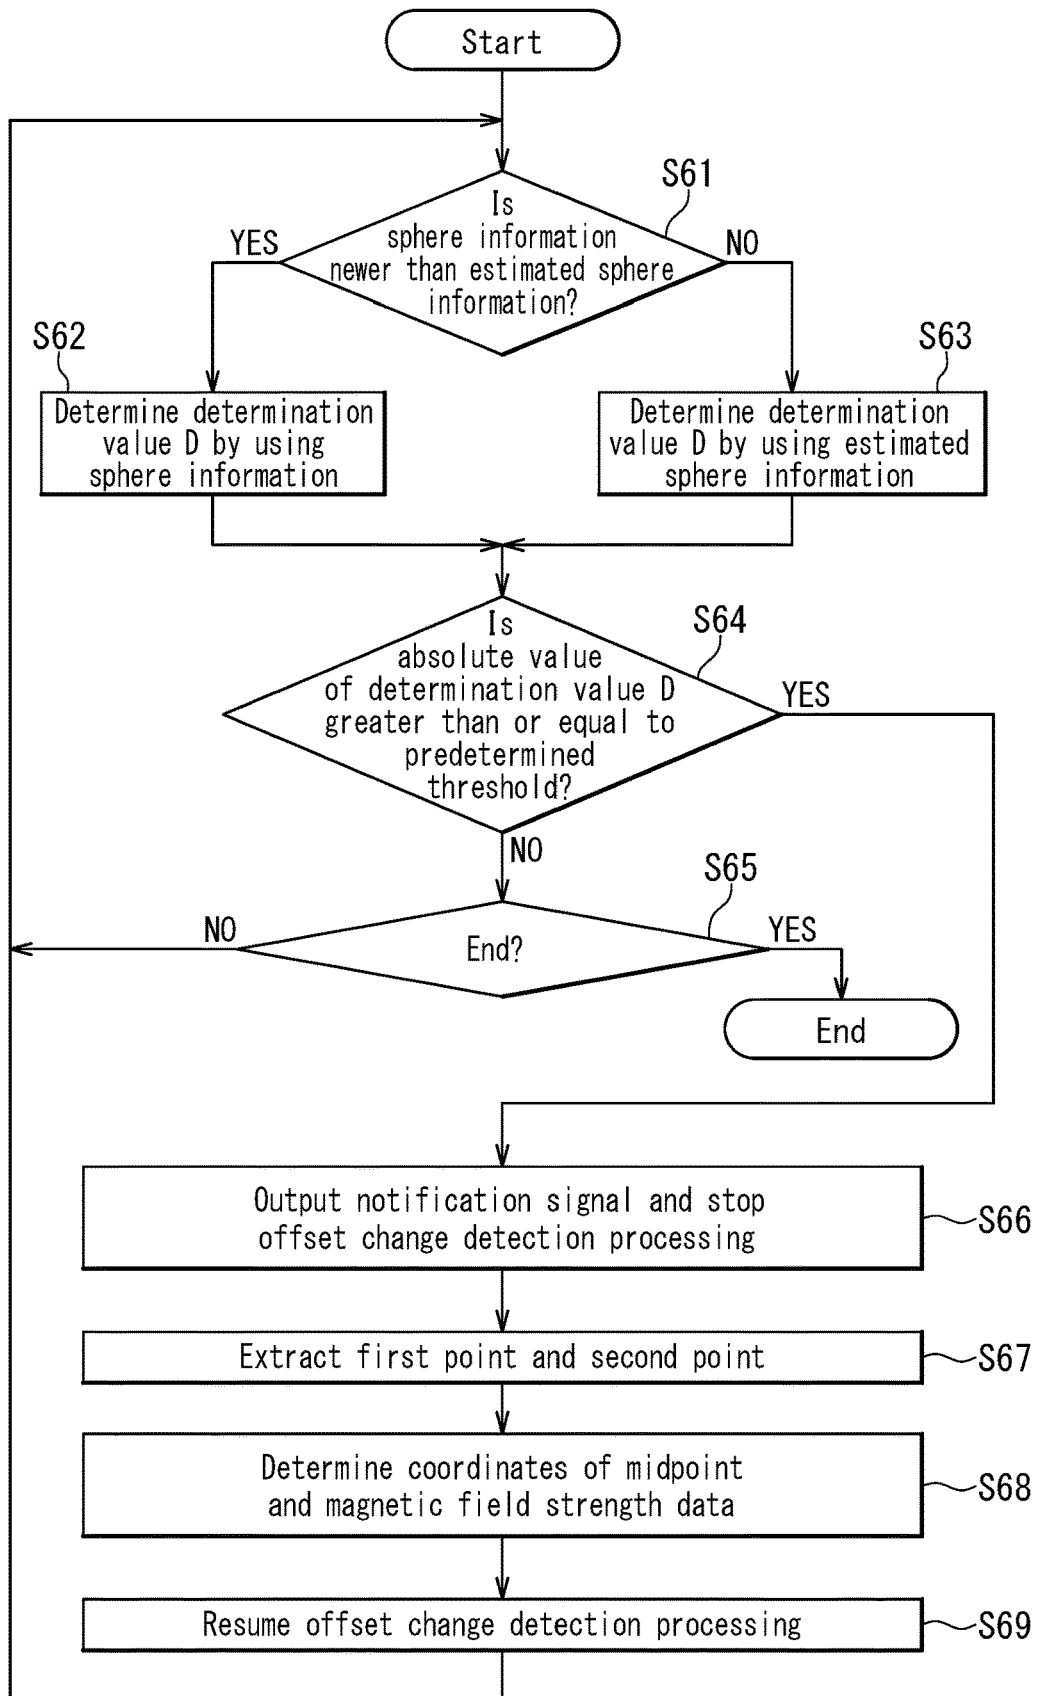 Start
S61
Is
sphere information
newer than estimated sphere
information?
YES
NO
S62
S63
Determine determination
value D by using
sphere information
Determine determination
value D by using estimated
sphere information
S64
Is
absolute value
of determination value D
greater than or equal to
predetermined
threshold?
YES
NO
S65
NO
End?
YES
End
Output notification signal and stop
offset change detection processing
S66
Extract first point and second point
S67
Determine coordinates of midpoint
and magnetic field strength data
S68
Resume offset change detection processing
S69